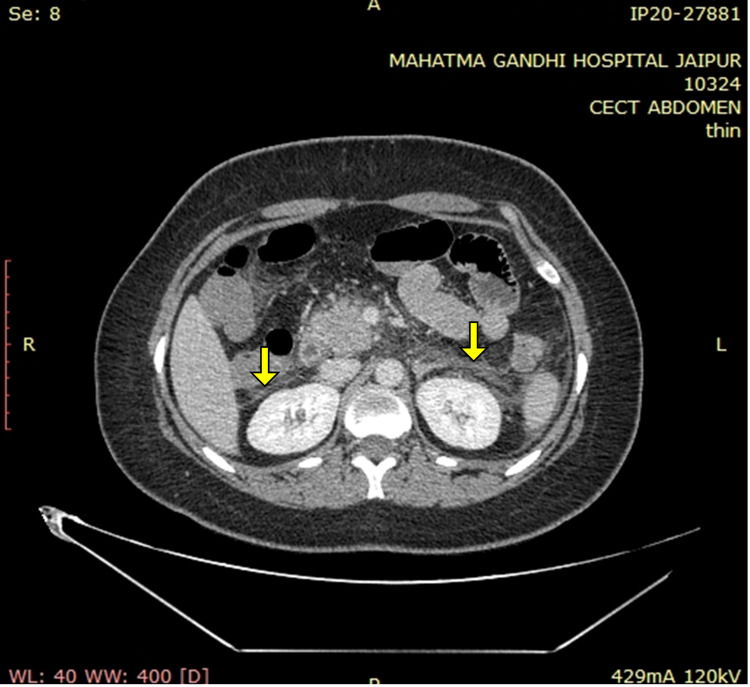 Se: 8
A
IP20-27881
MAHATMA GANDHI HOSPITAL JAIPUR
10324
CECT ABDOMEN
thin
R
L
WL: 40 WW: 400 [D]
429mA 120kV